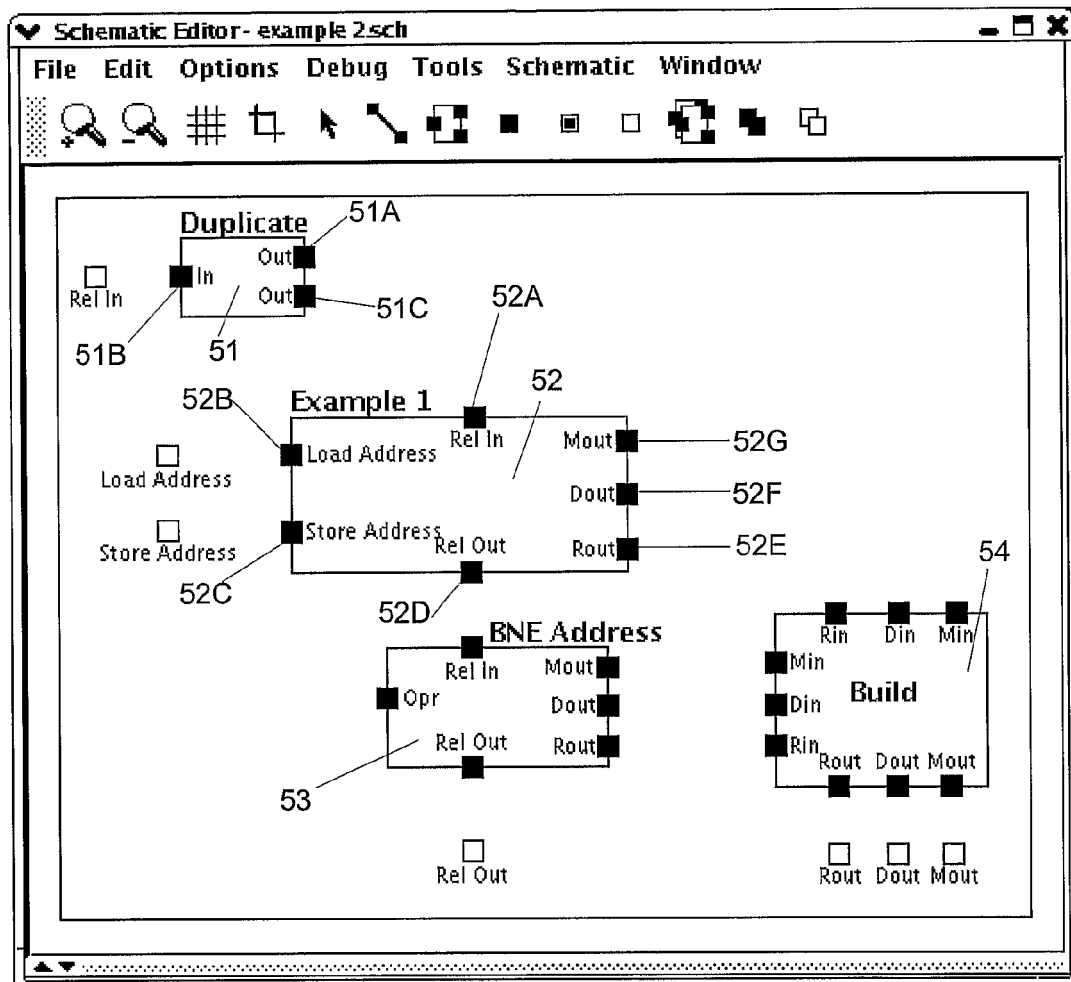 Schematic Editor - example 2.sch
File Edit Options Debug Tools Schematic Window
Duplicate
51A
Out
In
Rel In
Out
51C
52A
51B
51
52
52B
Example 1
Rel In
Mout
52G
Load Address
Load Address
Dout
52F
Store Address
Store Address
Rel Out
Rout
52E
52C
52D
54
BNE Address
Rin Din Min
Rel In
Mout
Min
Opr
Dout
Din
Build
Rel Out
Rout
Rin
Rout Dout Mout
53
Rel Out
Rout Dout Mout